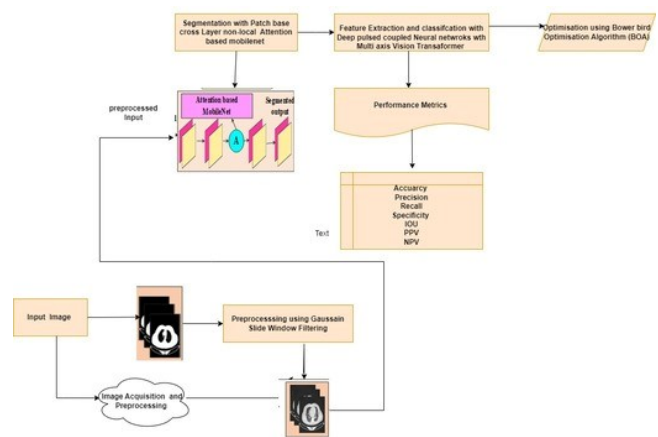 Segmentation with Patch base
cross Layer non-local Attention
based mobilenet
Feature Extraction and classifcation with
Deep pulsed coupled Neural netwroks wth
Multi axis Vision Transaformer
Optimisation using Bower bird
Optimisation Algorithm (BOA)
preprocessed
Input
Attention based
MobileNet
Segmented
output
1
A
Performance Metrics
Text
Accuarcy
Precision
Recall
Specificity
IOU
PPV
NPV
Input Image
Preprocesssing using Gaussain
Slide Window Filtering
Image Acquisition and
Preprocessing